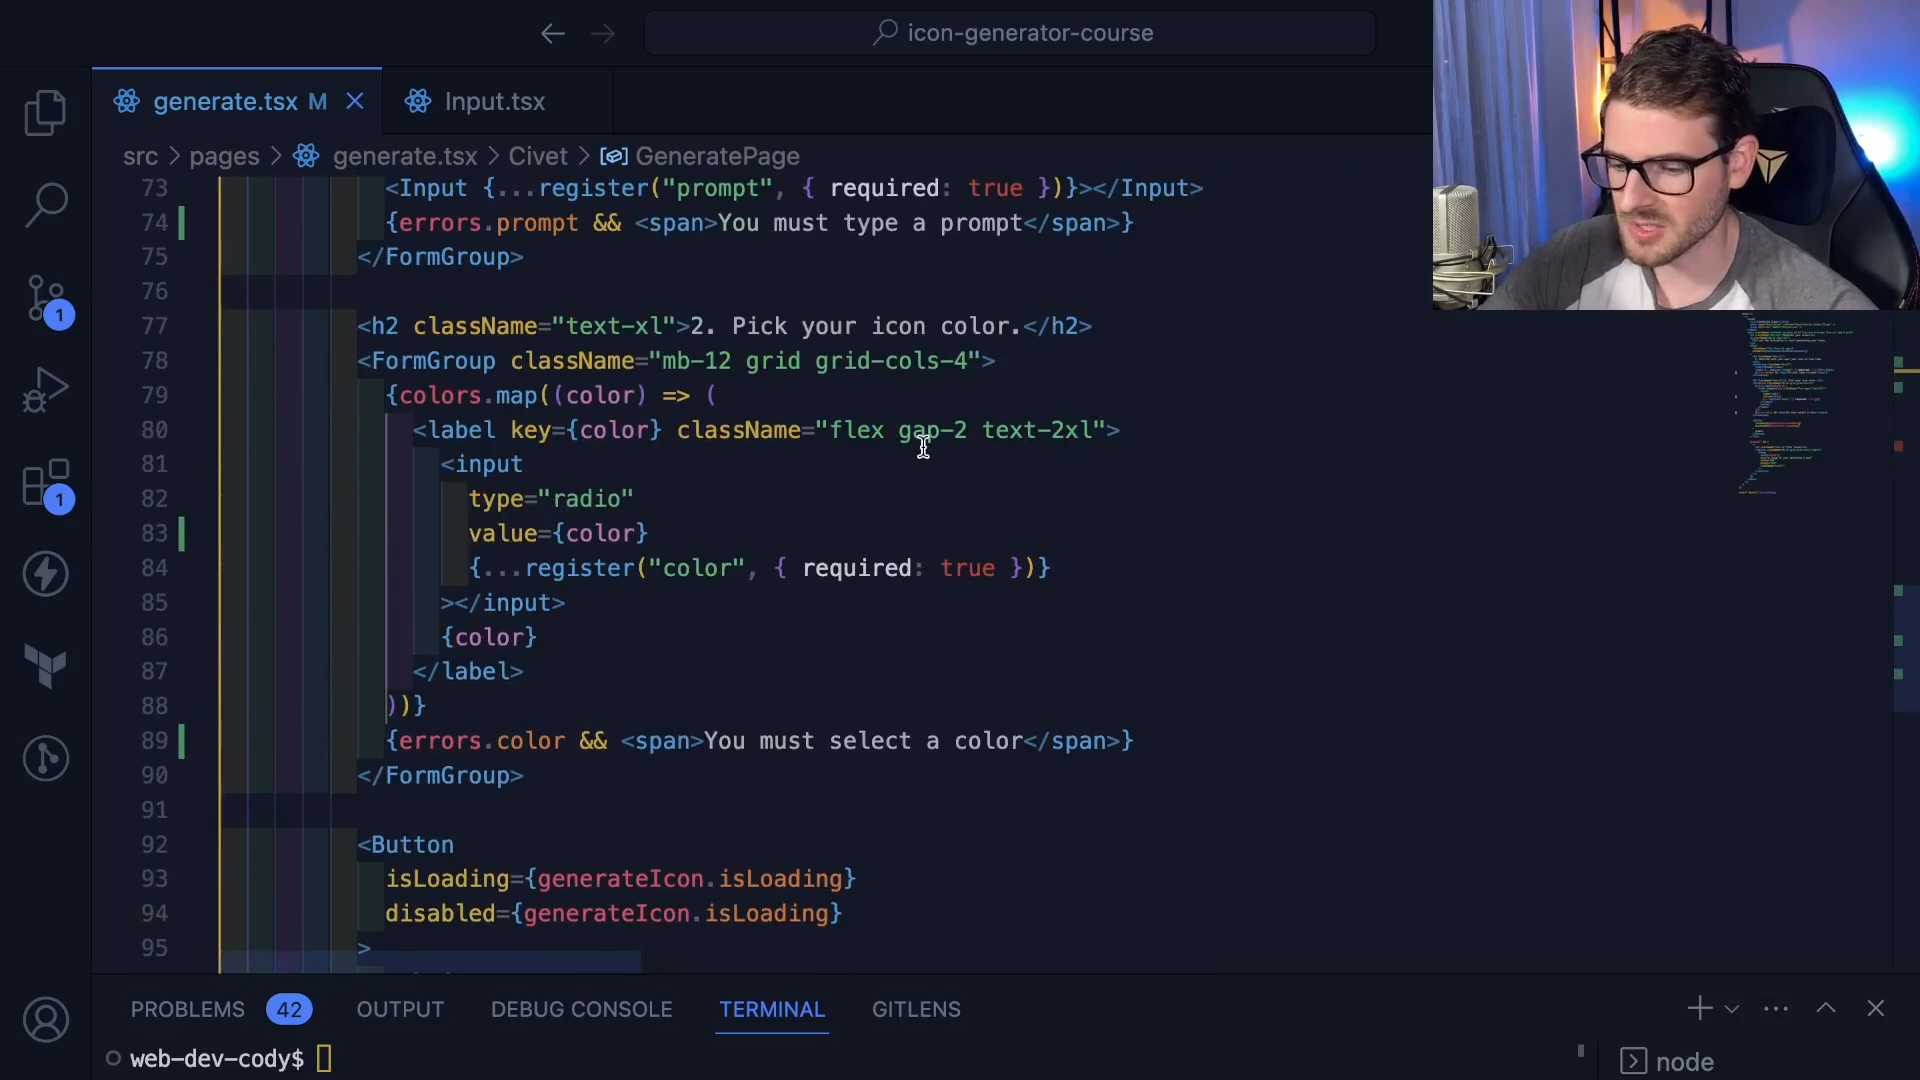 icon-generator-course
generate.tsx M
Input.tsx
src > pages > generate.tsx > Civet > GeneratePage
73 <Input {...register("prompt", { required: true })}></Input>
74 {errors.prompt && <span>You must type a prompt</span>}
75 </FormGroup>
76
77 <h2 className="text-xl">2. Pick your icon color.</h2>
78 <FormGroup className="mb-12 grid grid-cols-4">
79 {colors.map((color) => (
80 <label key={color} className="flex gap-2 text-2xl">
81 <input
82 type="radio"
83 value={color}
84 {...register("color", { required: true })}
85 ></input>
86 {color}
87 </label>
88 ))}
89 {errors.color && <span>You must select a color</span>}
90 </FormGroup>
91
92 <Button
93 isLoading={generateIcon.isLoading}
94 disabled={generateIcon.isLoading}
95 >
1
1
PROBLEMS 42 OUTPUT DEBUG CONSOLE TERMINAL GITLENS
web-dev-cody$
node